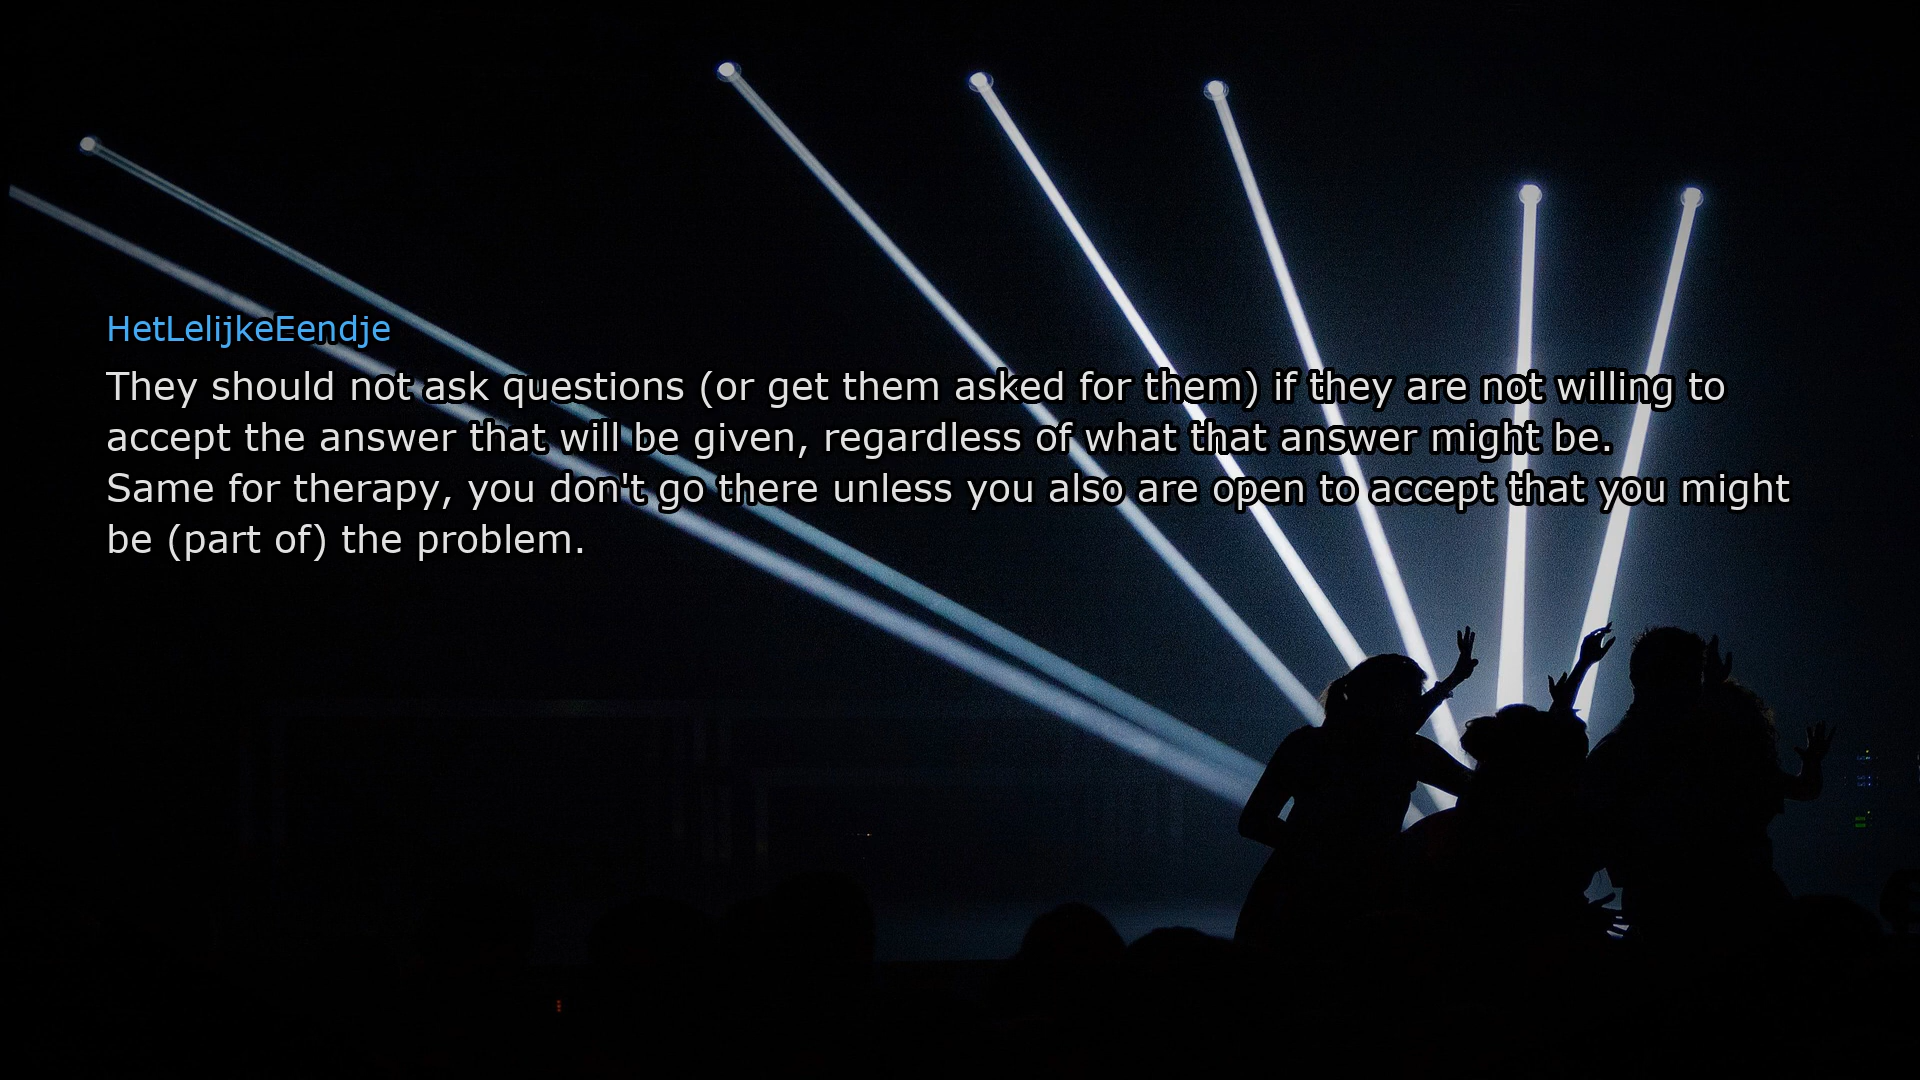 HetLelijkeEendje
They should not ask questions (or get them asked for them) if they are not willing to
accept the answer that will be given, regardless of what that answer might be.
Same for therapy, you don't go there unless you also are open to accept that you might
be (part of) the problem.